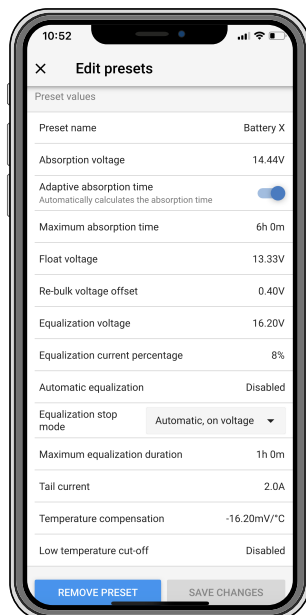 10:52
Edit presets
Preset values
Preset name Battery X
Absorption voltage 14.44V
Adaptive absorption time
Automatically calculates the absorption time
Maximum absorption time 6h 0m
Float voltage 13.33V
Re-bulk voltage offset 0.40V
Equalization voltage 16.20V
Equalization current percentage 8%
Automatic equalization Disabled
Equalization stop
mode Automatic, on voltage
Maximum equalization duration 1h 0m
Tail current 2.0A
Temperature compensation -16.20mV/°C
Low temperature cut-off Disabled
REMOVE PRESET SAVE CHANGES